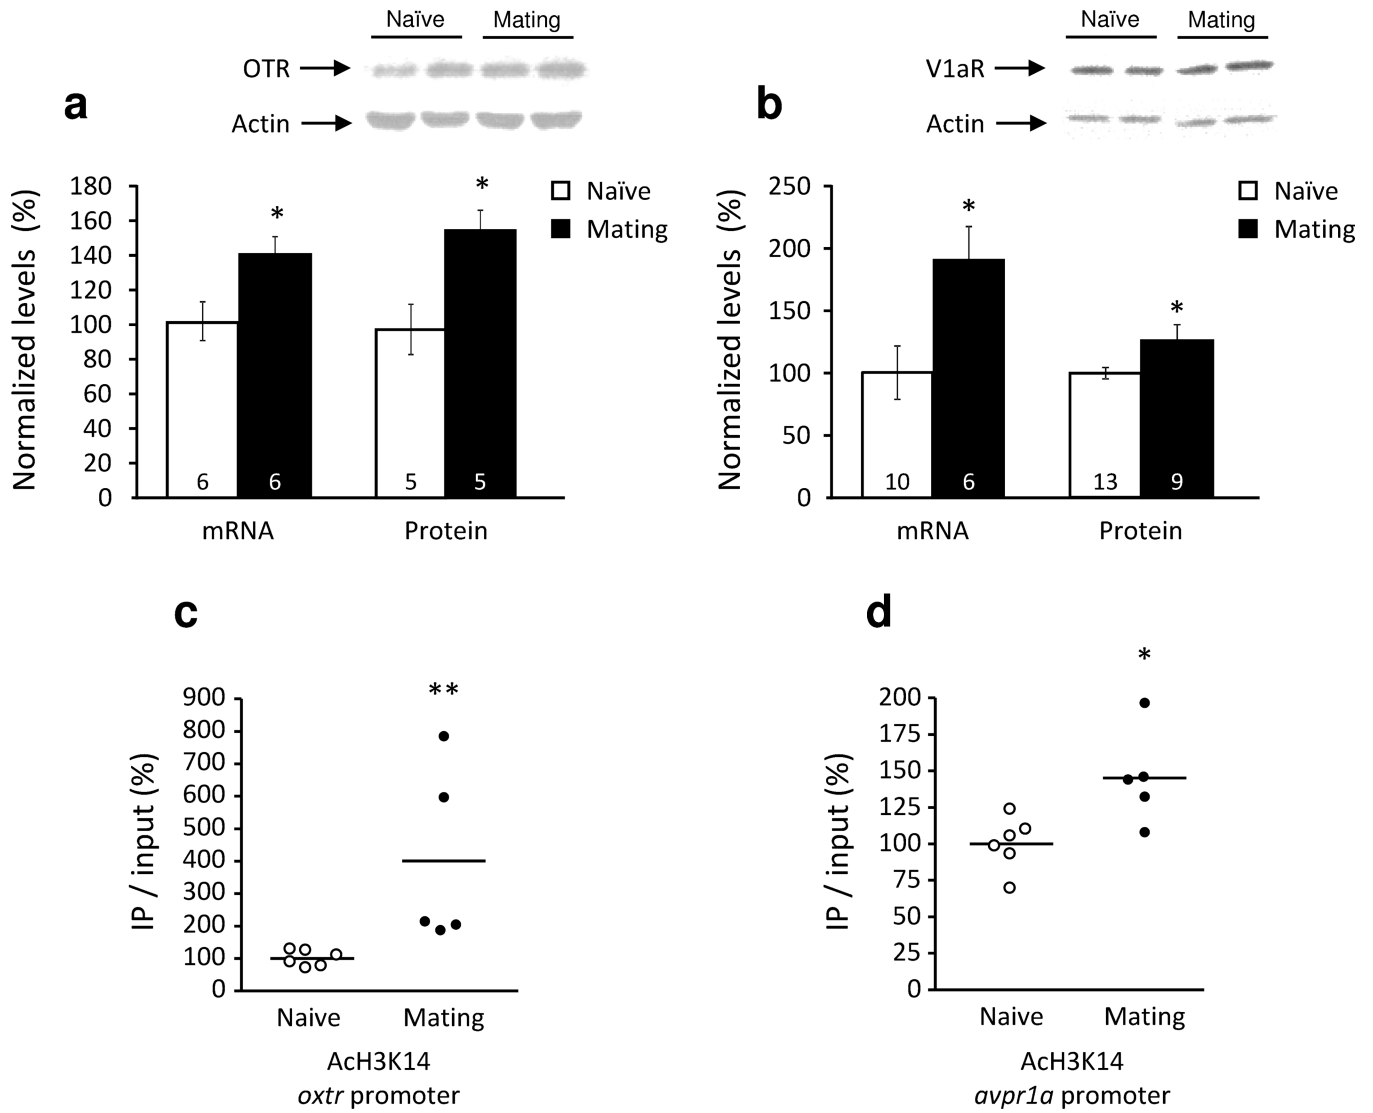 Naïve Mating
OTR
Actin
a
Normalized levels (%)
180
160
140
120
100
80
60
40
20
0
* *
Naïve
Mating
6 6 5 5
mRNA Protein
Naïve Mating
V1aR
Actin
b
Normalized levels (%)
250
200
150
100
50
0
* *
Naïve
Mating
10 6 13 9
mRNA Protein
c
IP / input (%)
900
800
700
600
500
400
300
200
100
0
**
Naive Mating
AcH3K14
oxtr promoter
d
IP / input (%)
200
175
150
125
100
75
50
25
0
*
Naive Mating
AcH3K14
avpr1a promoter